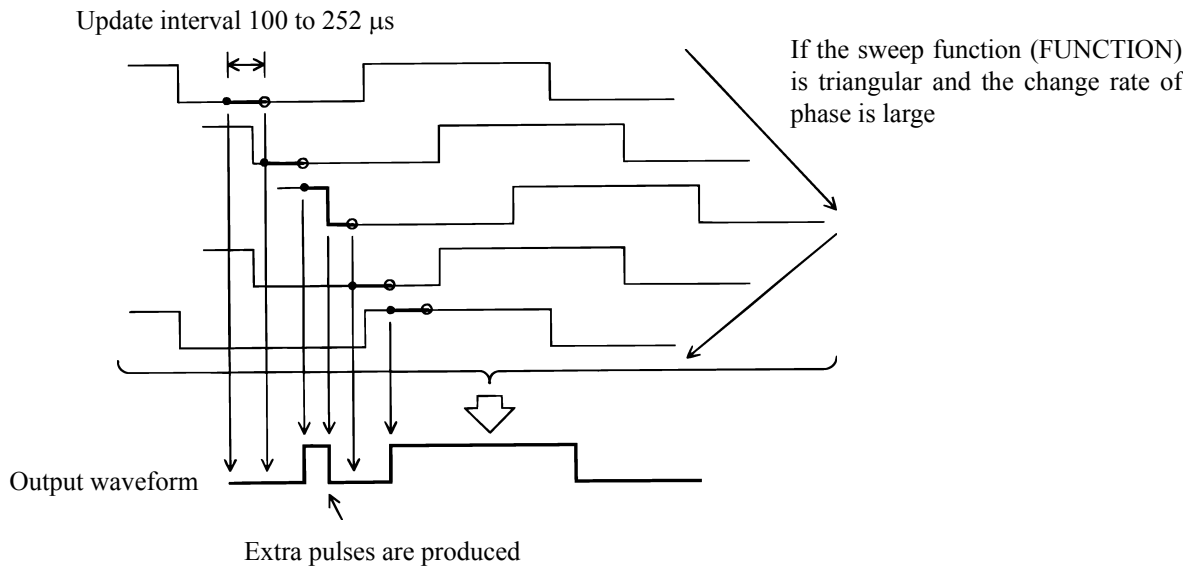 Update interval 100 to 252 µs
If the sweep function (FUNCTION)
is triangular and the change rate of
phase is large
Output waveform
Extra pulses are produced